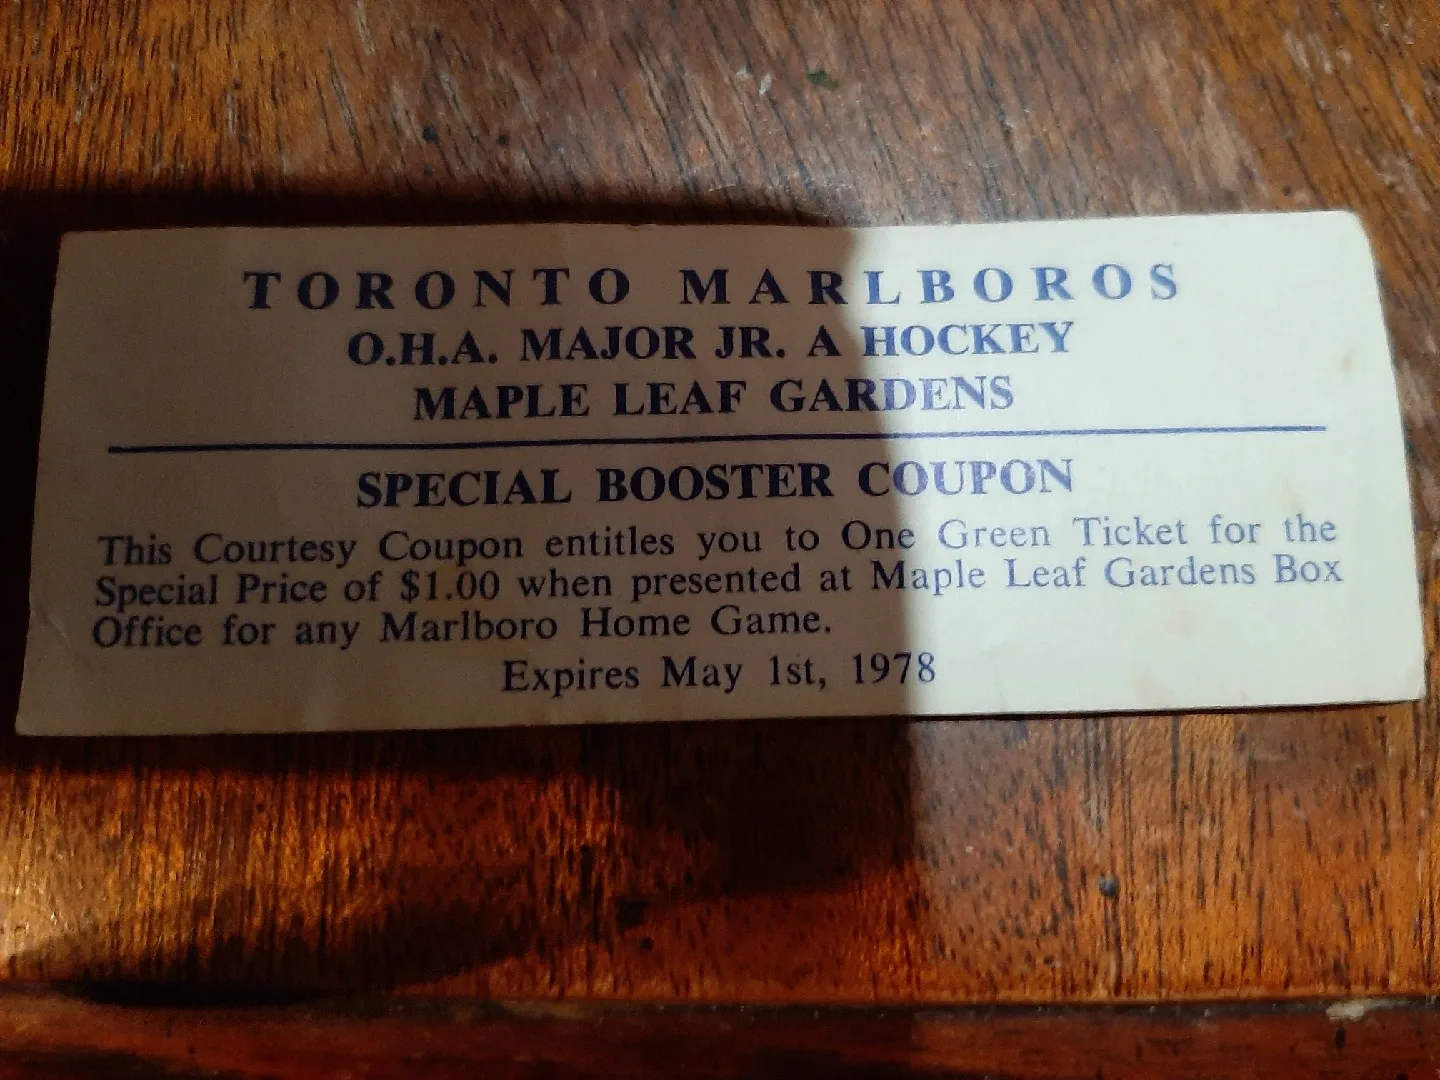 TORONTO MARLBOROS
O.H.A. MAJOR JR. A HOCKEY
MAPLE LEAF GARDENS
SPECIAL BOOSTER COUPON
This Courtesy Coupon entitles you to One Green Ticket for the
Special Price of $1.00 when presented at Maple Leaf Gardens Box
Office for any Marlboro Home Game.
Expires May 1st, 1978